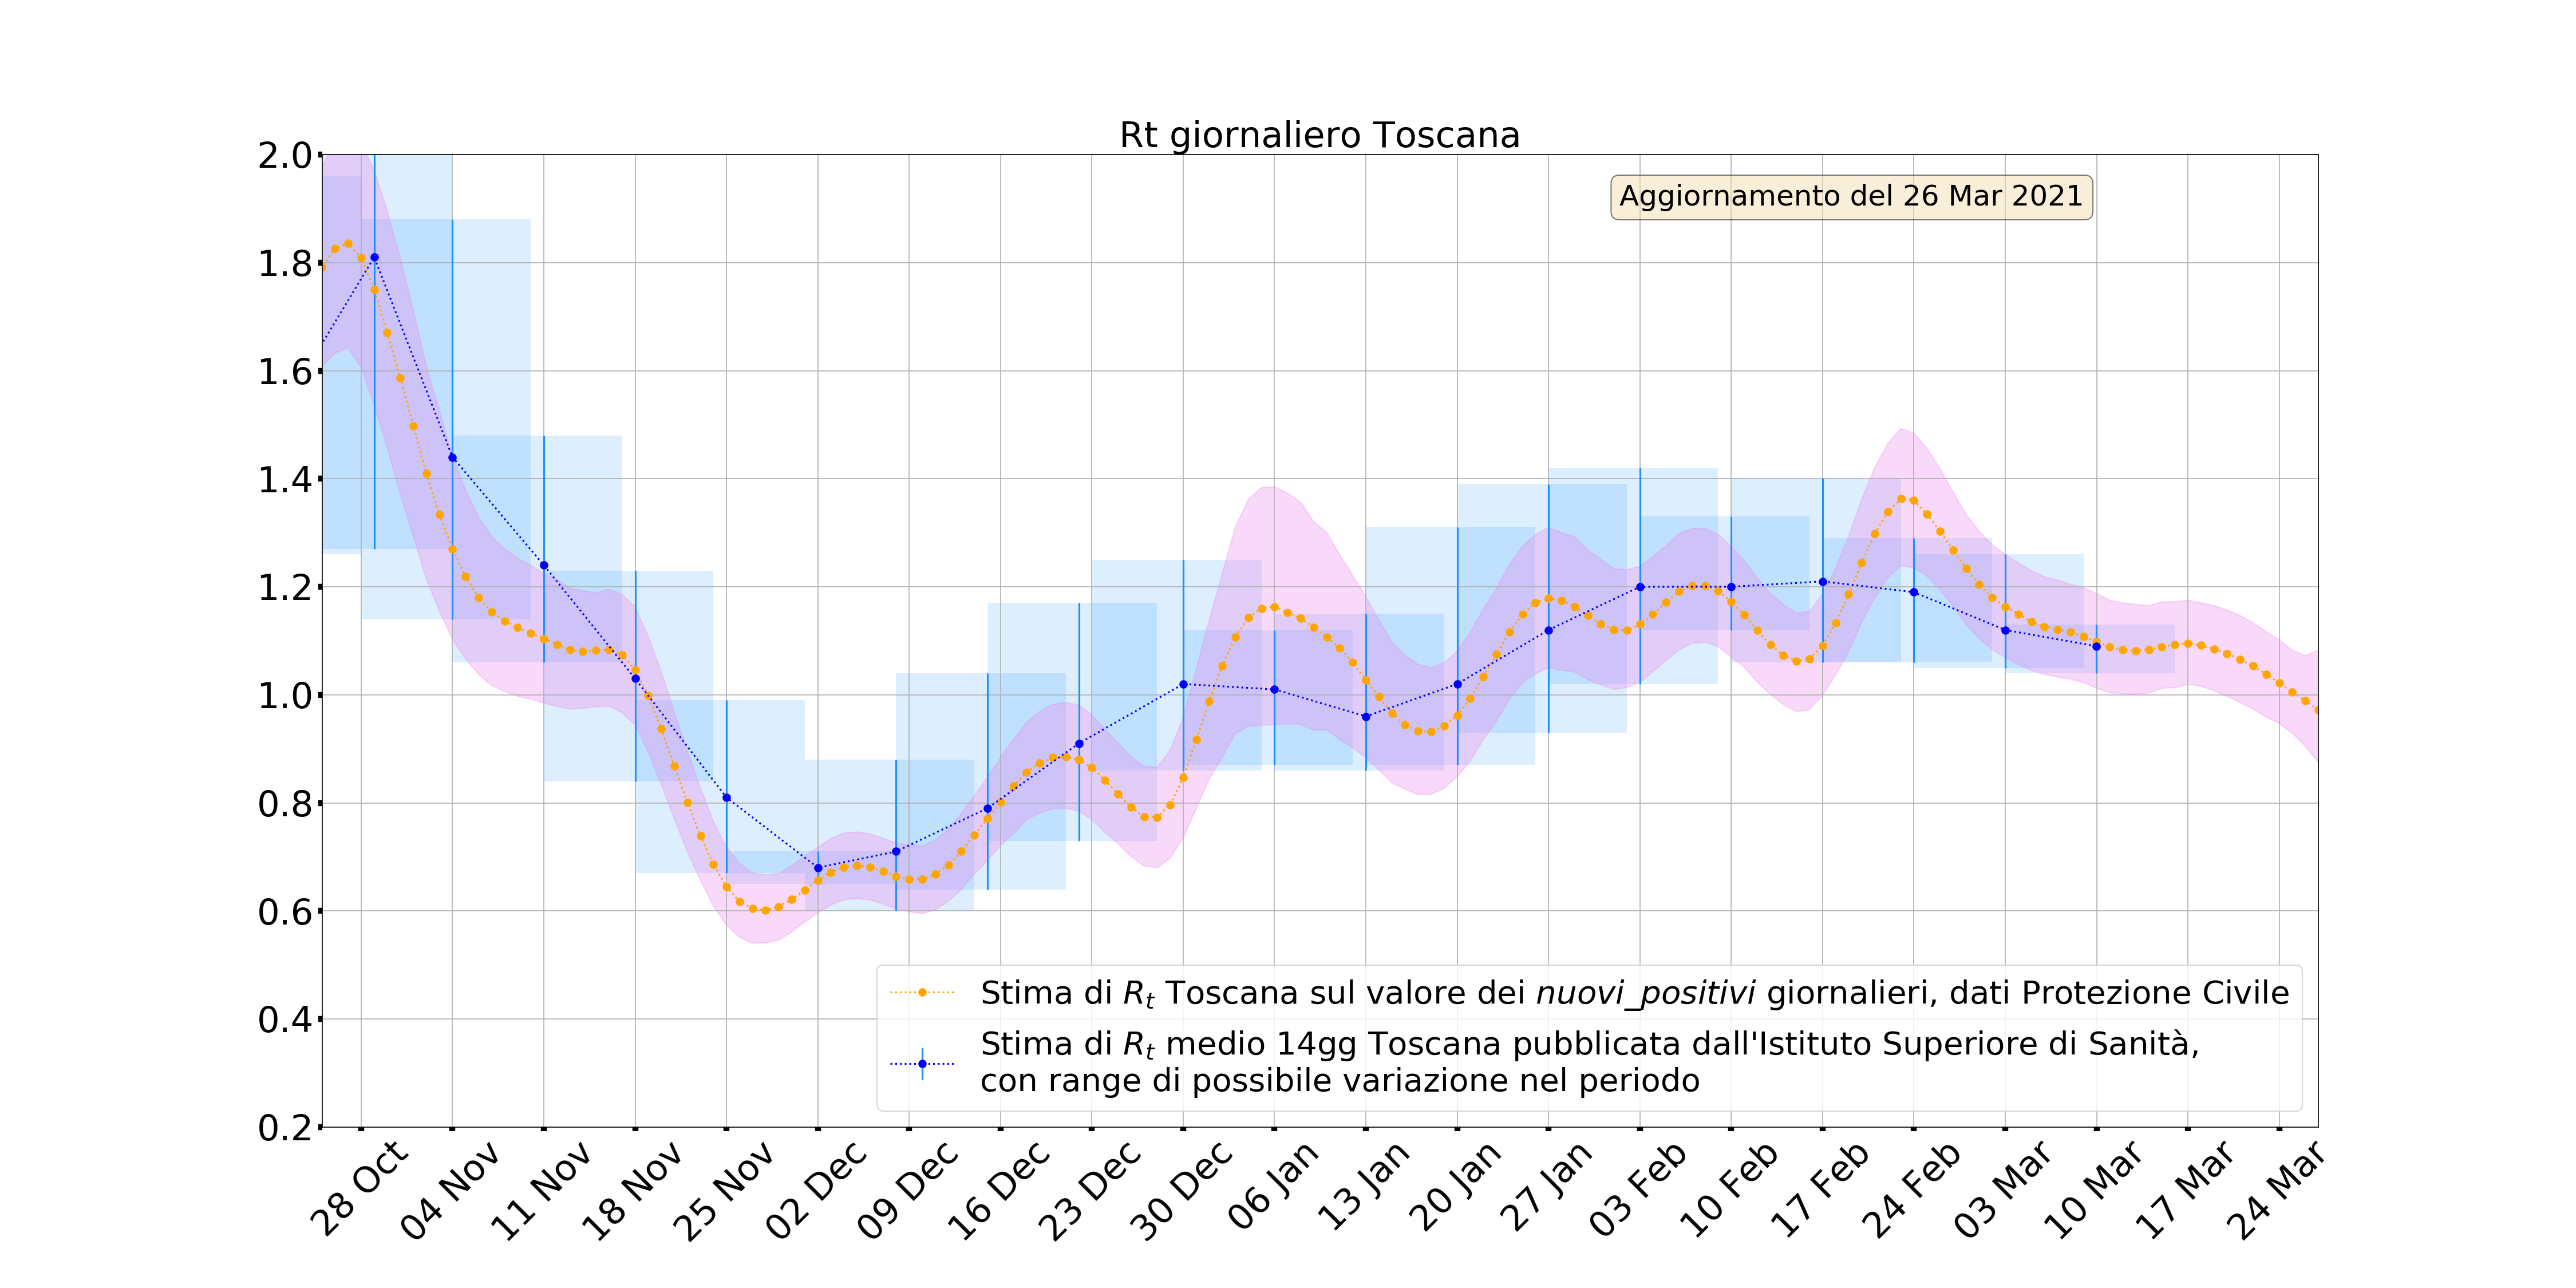 Rt giornaliero Toscana
Aggiornamento del 26 Mar 2021
2.0
1.8
1.6
1.4
1.2
1.0
0.8
0.6
0.4
0.2
Stima di Rt Toscana sul valore dei nuovi_positivi giornalieri, dati Protezione Civile
Stima di Rt medio 14gg Toscana pubblicata dall'Istituto Superiore di Sanità,
con range di possibile variazione nel periodo
28 Oct
04 Nov
11 Nov
18 Nov
25 Nov
02 Dec
09 Dec
16 Dec
23 Dec
30 Dec
06 Jan
13 Jan
20 Jan
27 Jan
03 Feb
10 Feb
17 Feb
24 Feb
03 Mar
10 Mar
17 Mar
24 Mar